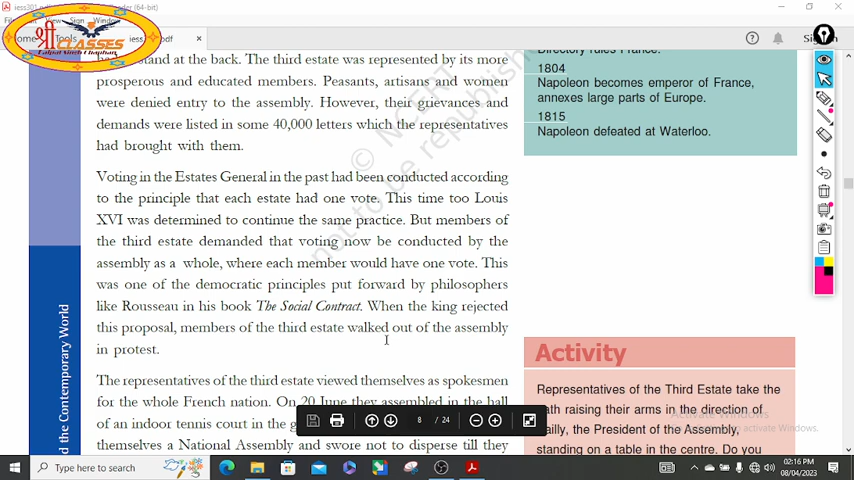 iess301.pdf
(64-bit)
File
View
Sign
Window
Home
Tools
iess301.pdf
श्री
CLASSES
stand at the back. The third estate was represented by its more
prosperous and educated members. Peasants, artisans and women
were denied entry to the assembly. However, their grievances and
demands were listed in some 40,000 letters which the representatives
had brought with them.
Voting in the Estates General in the past had been conducted according
to the principle that each estate had one vote. This time too Louis
XVI was determined to continue the same practice. But members of
the third estate demanded that voting now be conducted by the
assembly as a whole, where each member would have one vote. This
was one of the democratic principles put forward by philosophers
like Rousseau in his book The Social Contract. When the king rejected
this proposal, members of the third estate walked out of the assembly
in protest.
The representatives of the third estate viewed themselves as spokesmen
for the whole French nation. On 20 June they assembled in the hall
of an indoor tennis court in the
themselves a National Assembly and swore not to disperse till they
© NCERT
not to be republished
d the Contemporary World
Directory rules France.
1804
Napoleon becomes emperor of France,
annexes large parts of Europe.
1815
Napoleon defeated at Waterloo.
Activity
Representatives of the Third Estate take the
oath raising their arms in the direction of
Bailly, the President of the Assembly,
standing on a table in the centre. Do you
Activate Windows
8 / 24
Type here to search
02:16 PM
08/04/2023